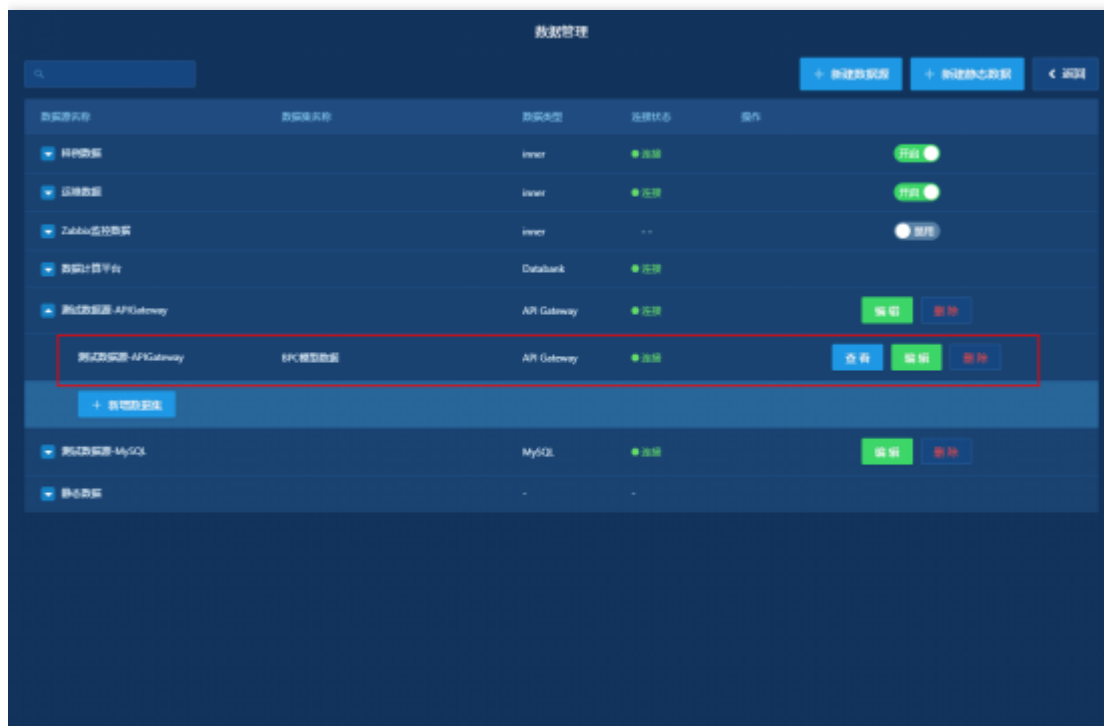 数据管理
+ 新建数据源 + 新建静态数据 < 返回
数据源名称 数据集名称 数据类型 连接状态 操作
样例数据 inner 连接 开启
运维数据 inner 连接 开启
Zabbix监控数据 inner - - 禁用
数据计算平台 Databank 连接
测试数据源-APIGateway API Gateway 连接 编辑 删除
测试数据源-APIGateway BPC模型数据 API Gateway 连接 查看 编辑 删除
+ 新增数据集
测试数据源-MySQL MySQL 连接 编辑 删除
静态数据 - -